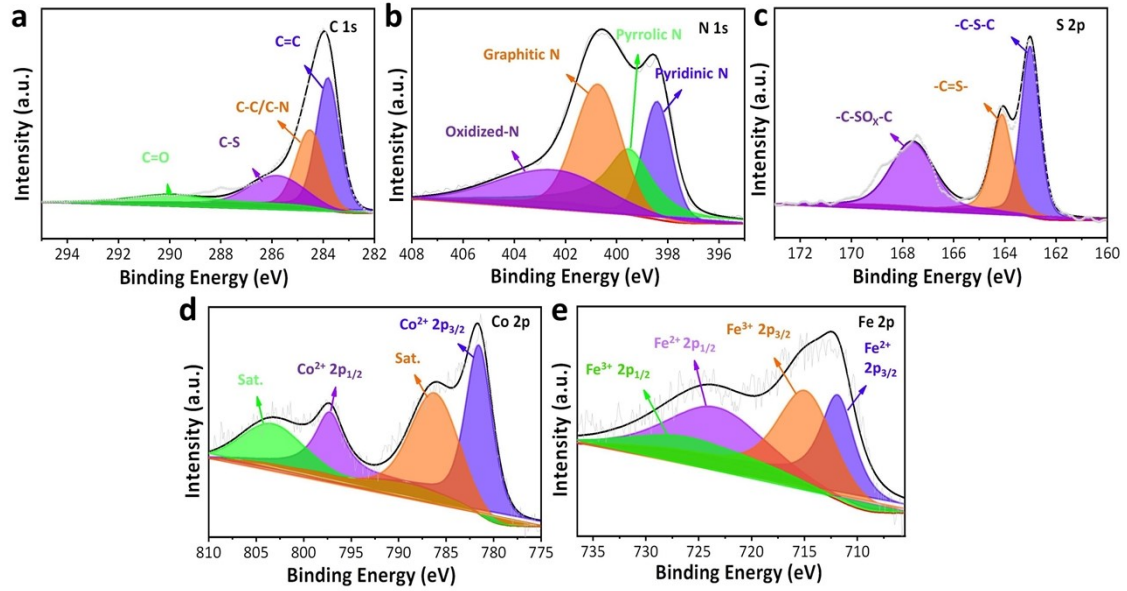 a
C 1s
C=C
C-C/C-N
C-S
C=O
Intensity (a.u.)
294 292 290 288 286 284 282
Binding Energy (eV)
b
N 1s
Pyrrolic N
Graphitic N
Pyridinic N
Oxidized-N
Intensity (a.u.)
408 406 404 402 400 398 396
Binding Energy (eV)
c
S 2p
-C-S-C
-C=S-
-C-SOX-C
Intensity (a.u.)
172 170 168 166 164 162 160
Binding Energy (eV)
d
Co 2p
Co2+ 2p3/2
Sat.
Co2+ 2p1/2
Sat.
Intensity (a.u.)
810 805 800 795 790 785 780 775
Binding Energy (eV)
e
Fe 2p
Fe3+ 2p3/2
Fe2+ 2p1/2
Fe2+
2p3/2
Fe3+ 2p1/2
Intensity (a.u.)
735 730 725 720 715 710
Binding Energy (eV)